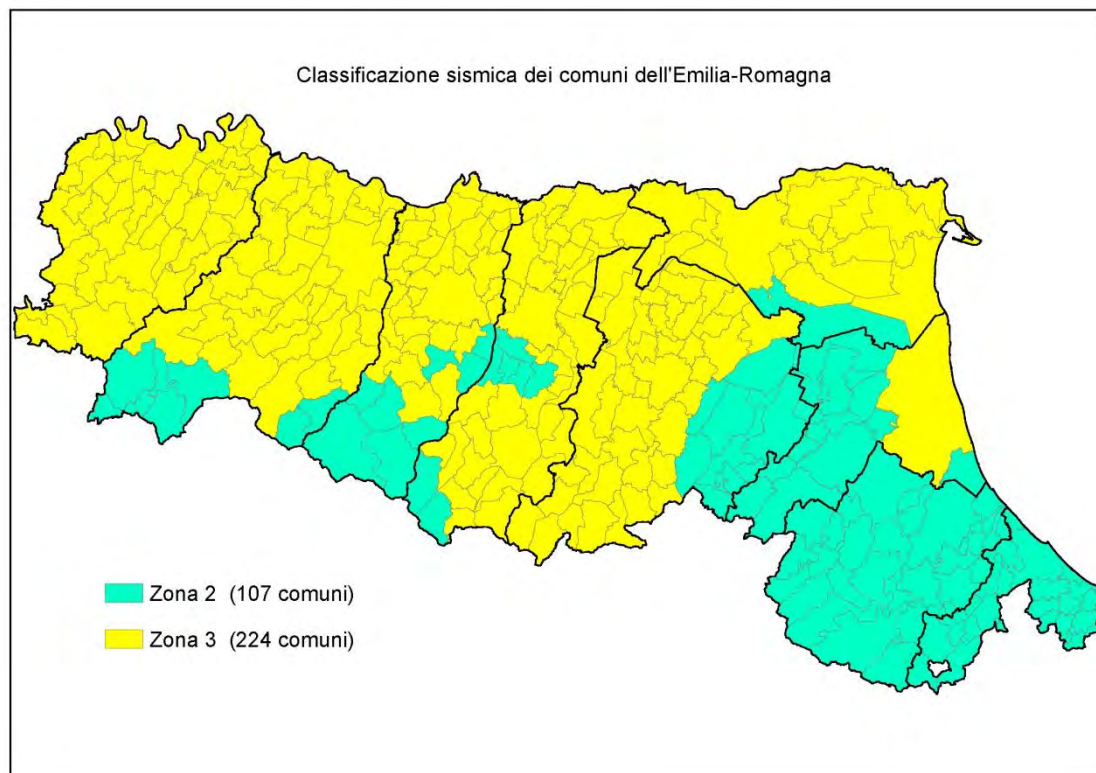 Classificazione sismica dei comuni dell'Emilia-Romagna
Zona 2 (107 comuni)
Zona 3 (224 comuni)